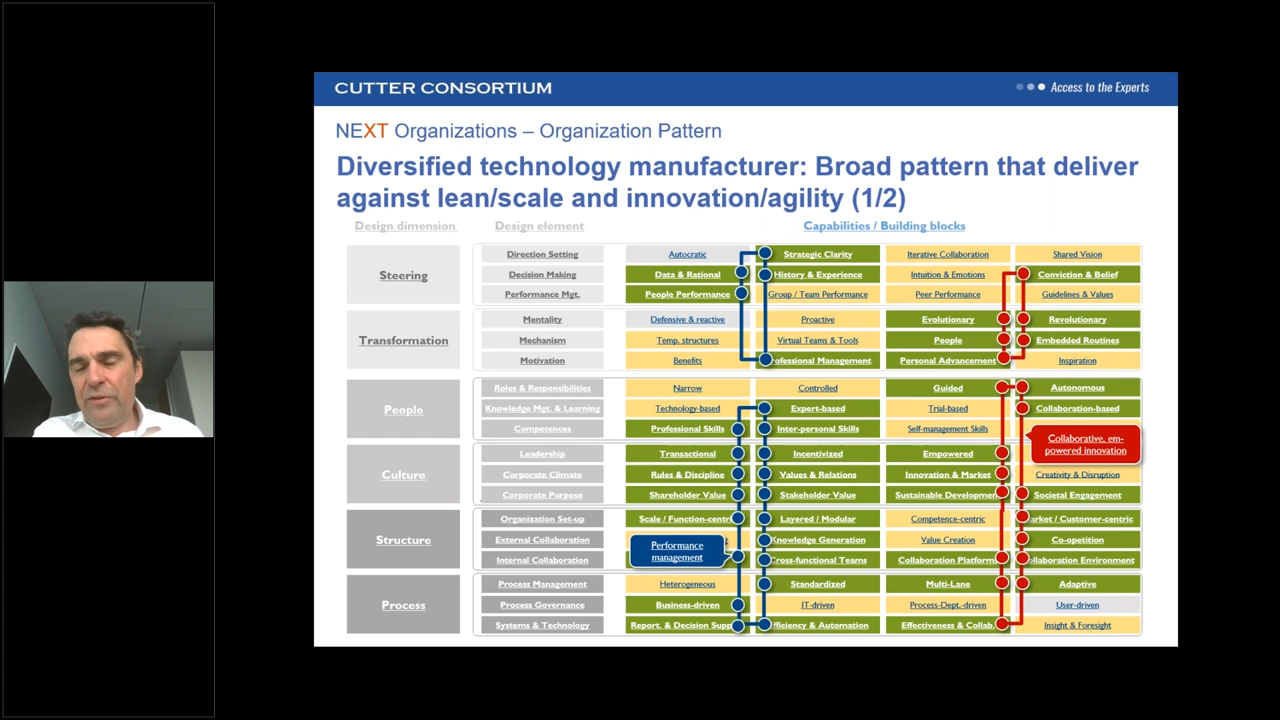 CUTTER CONSORTIUM
Access to the Experts
NEXT Organizations – Organization Pattern
Diversified technology manufacturer: Broad pattern that deliver
against lean/scale and innovation/agility (1/2)
Design dimension Design element Capabilities / Building blocks
Steering
Direction Setting Autocratic Strategic Clarity Iterative Collaboration Shared Vision
Decision Making Data & Rational History & Experience Intuition & Emotions Conviction & Belief
Performance Mgt. People Performance Group / Team Performance Peer Performance Guidelines & Values
Transformation
Mentality Defensive & reactive Proactive Evolutionary Revolutionary
Mechanism Temp. structures Virtual Teams & Tools People Embedded Routines
Motivation Benefits rofessional Management Personal Advancement Inspiration
People
Roles & Responsibilities Narrow Controlled Guided Autonomous
Knowledge Mgt. & Learning Technology-based Expert-based Trial-based Collaboration-based
Competences Professional Skills Inter-personal Skills Self-management Skills
Collaborative, em-
powered innovation
Culture
Leadership Transactional Incentivized Empowered
Corporate Climate Rules & Discipline Values & Relations Innovation & Market Creativity & Disruption
Corporate Purpose Shareholder Value Stakeholder Value Sustainable Developmen Societal Engagement
Structure
Organization Set-up Scale / Function-centr Layered / Modular Competence-centric arket / Customer-centric
External Collaboration Knowledge Generation Value Creation Co-opetition
Internal Collaboration ross-functional Teams Collaboration Platform ollaboration Environment
Performance
management
Process
Process Management Heterogeneous Standardized Multi-Lane Adaptive
Process Governance Business-driven IT-driven Process-Dept.-driven User-driven
Systems & Technology Report. & Decision Supp fficiency & Automation Effectiveness & Collab. Insight & Foresight